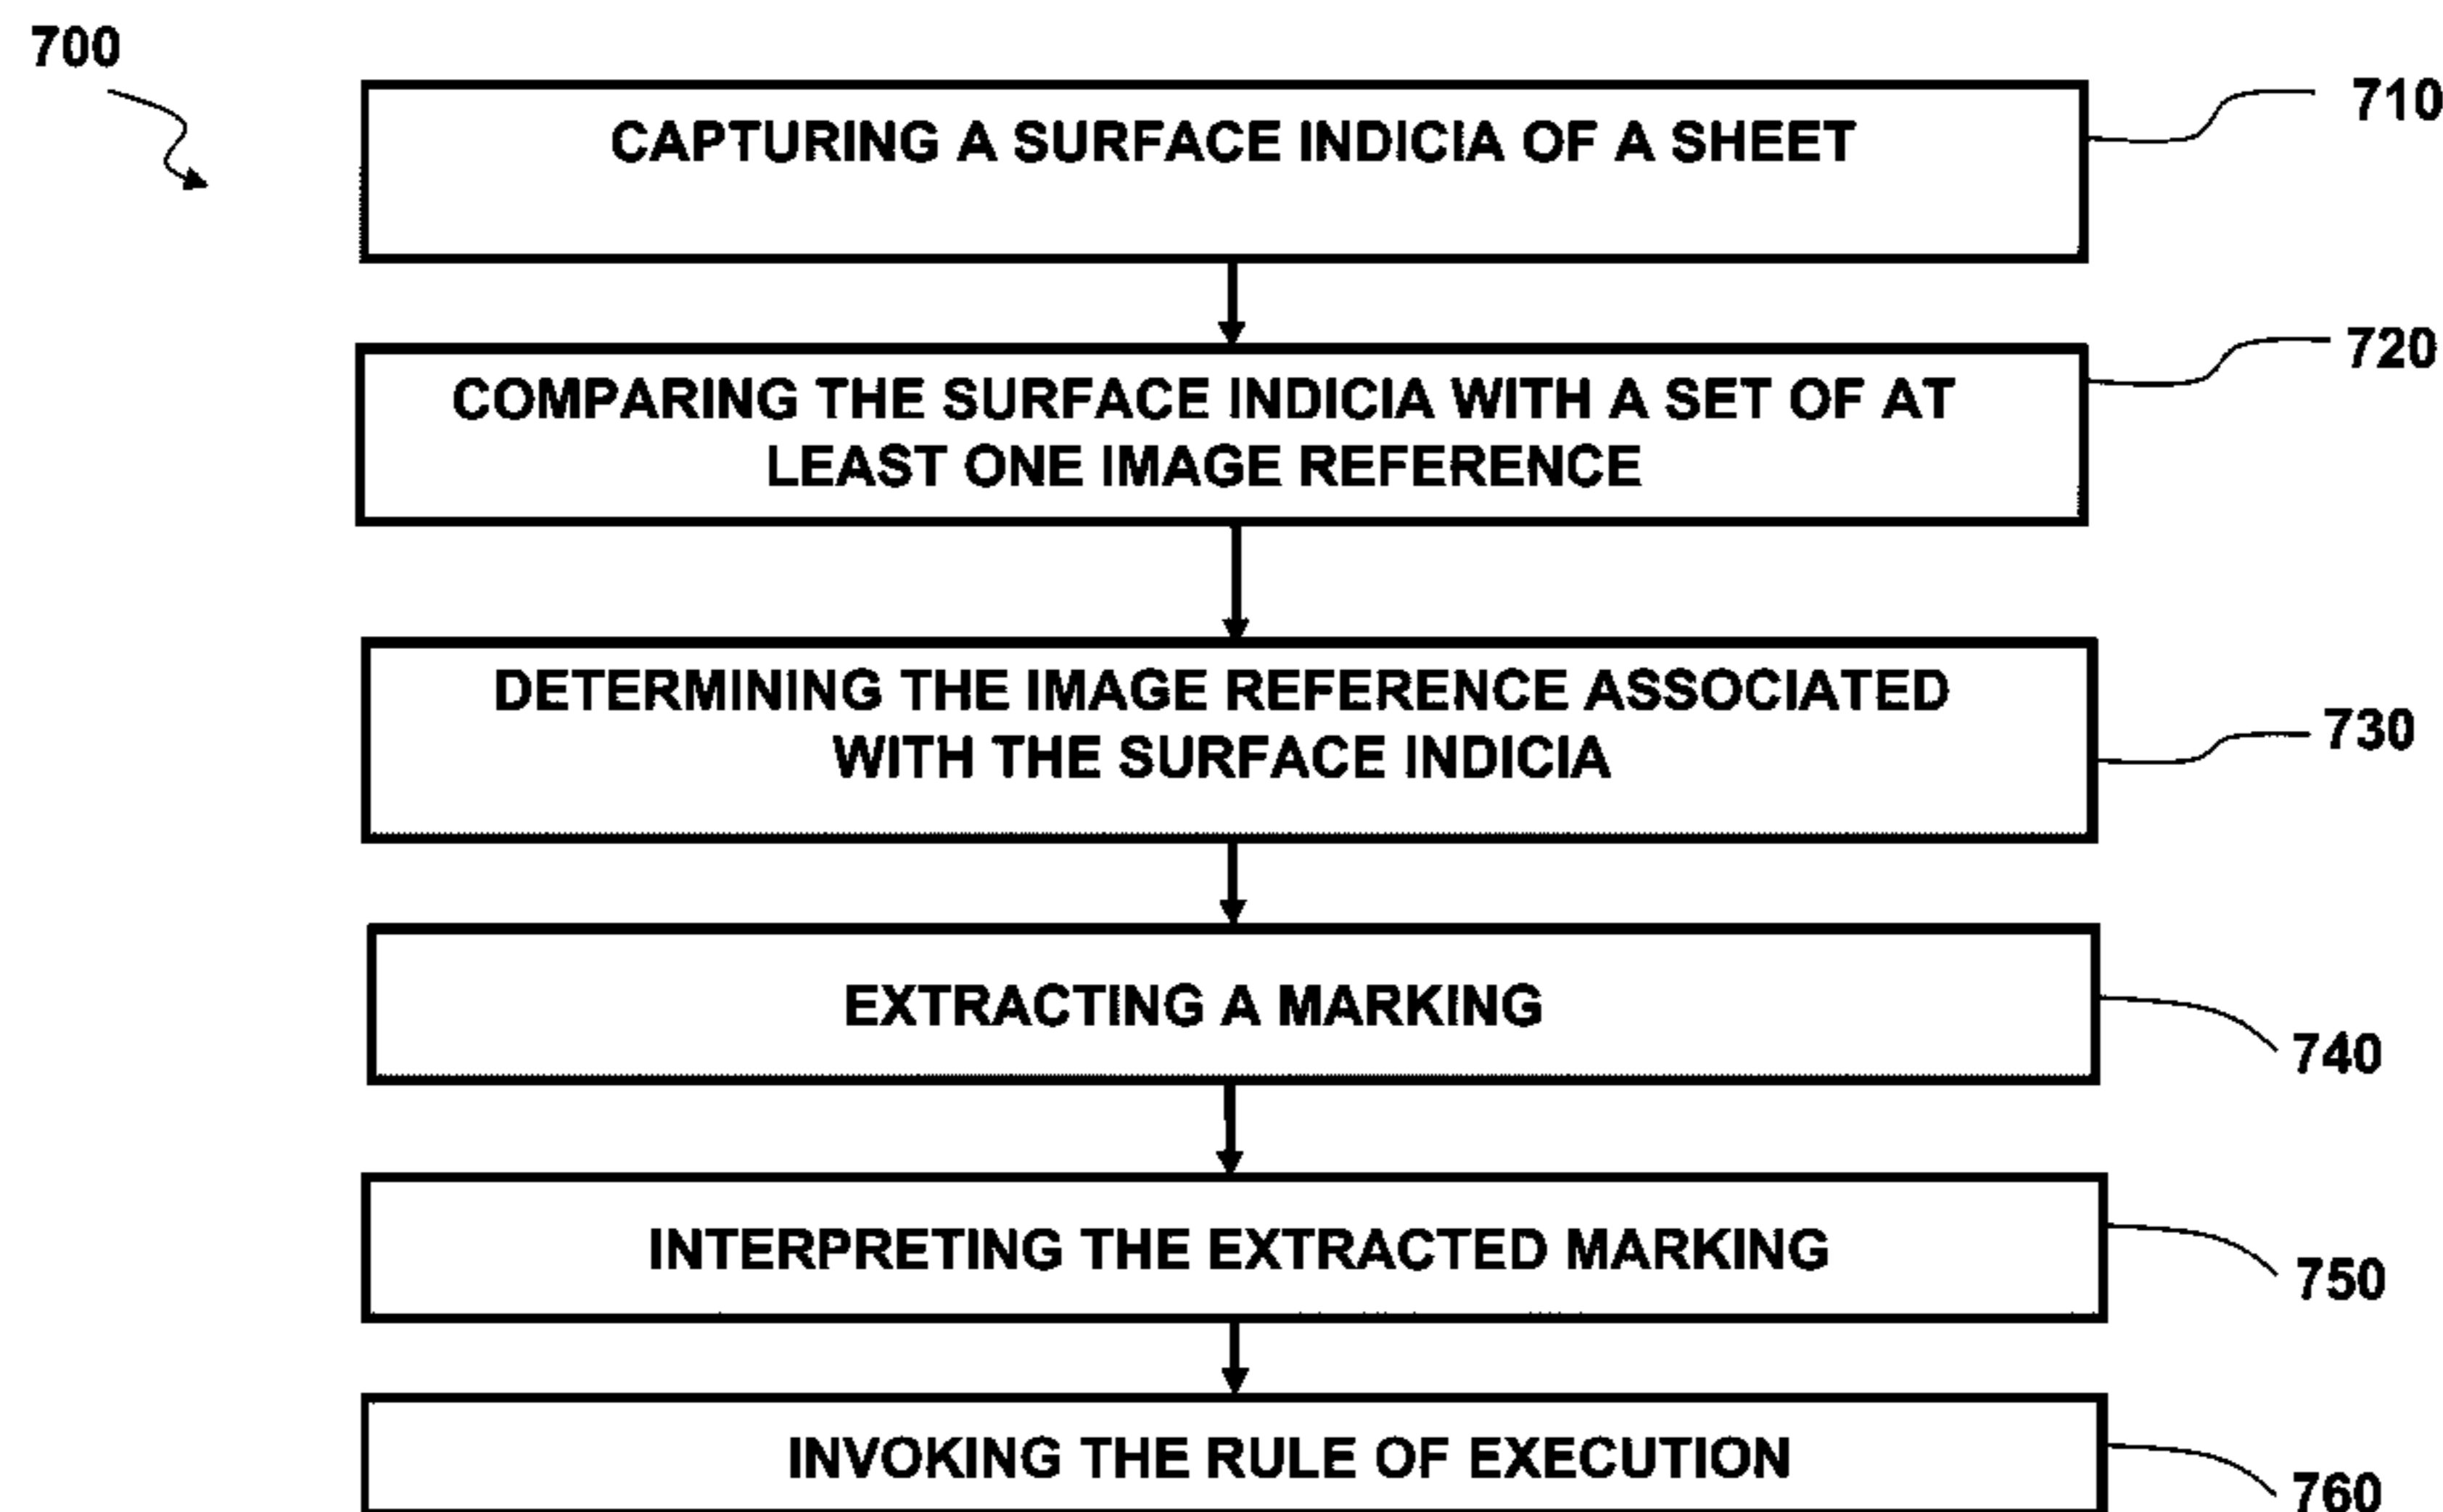 700
CAPTURING A SURFACE INDICIA OF A SHEET
710
COMPARING THE SURFACE INDICIA WITH A SET OF AT
LEAST ONE IMAGE REFERENCE
720
DETERMINING THE IMAGE REFERENCE ASSOCIATED
WITH THE SURFACE INDICIA
730
EXTRACTING A MARKING
740
INTERPRETING THE EXTRACTED MARKING
750
INVOKING THE RULE OF EXECUTION
760